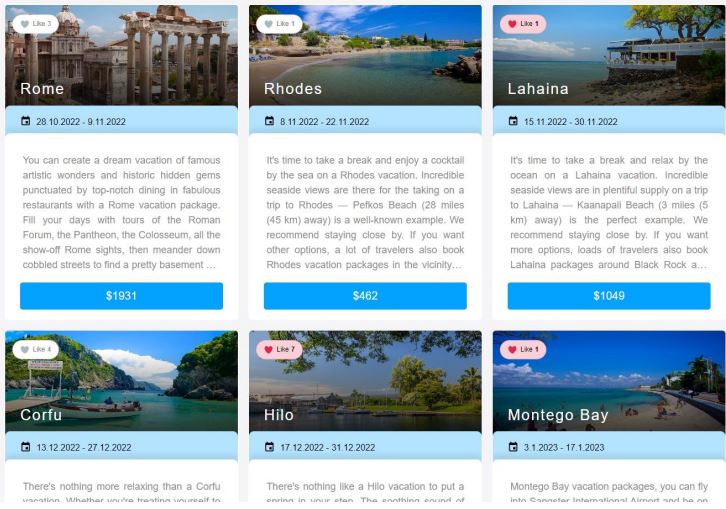 Like 3
Rome
28.10.2022 - 9.11.2022
You can create a dream vacation of famous
artistic wonders and historic hidden gems
punctuated by top-notch dining in fabulous
restaurants with a Rome vacation package.
Fill your days with tours of the Roman
Forum, the Pantheon, the Colosseum, all the
show-off Rome sights, then meander down
cobbled streets to find a pretty basement ...
$1931
Like 1
Rhodes
8.11.2022 - 22.11.2022
It's time to take a break and enjoy a cocktail
by the sea on a Rhodes vacation. Incredible
seaside views are there for the taking on a
trip to Rhodes — Pefkos Beach (28 miles
(45 km) away) is a well-known example. We
recommend staying close by. If you want
other options, a lot of travelers also book
Rhodes vacation packages in the vicinity...
$462
Like 1
Lahaina
15.11.2022 - 30.11.2022
It's time to take a break and relax by the
ocean on a Lahaina vacation. Incredible
seaside views are in plentiful supply on a trip
to Lahaina — Kaanapali Beach (3 miles (5
km) away) is the perfect example. We
recommend staying close by. If you want
more options, loads of travelers also book
Lahaina packages around Black Rock a...
$1049
Like 4
Corfu
13.12.2022 - 27.12.2022
There's nothing more relaxing than a Corfu
vacation. Whether you're treating yourself to
Like 7
Hilo
17.12.2022 - 31.12.2022
There's nothing like a Hilo vacation to put a
spring in your step. The soothing sound of
Like 1
Montego Bay
3.1.2023 - 17.1.2023
Montego Bay vacation packages, you can fly
into Sangster International Airport and be on